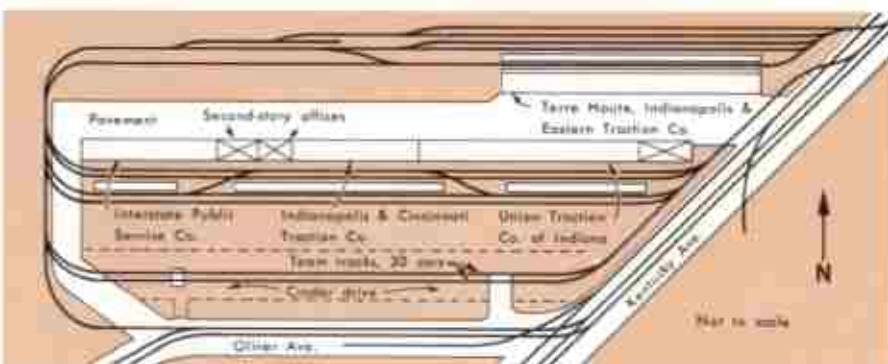 Terre Haute, Indianapolis &
Eastern Traction Co.
Pavement
Second-story offices
Interstate Public
Service Co.
Indianapolis & Cincinnati
Traction Co.
Union Traction
Co. of Indiana
Team tracks, 30 cars
Cinder drive
Kentucky Ave.
N
Not to scale
Oliver Ave.